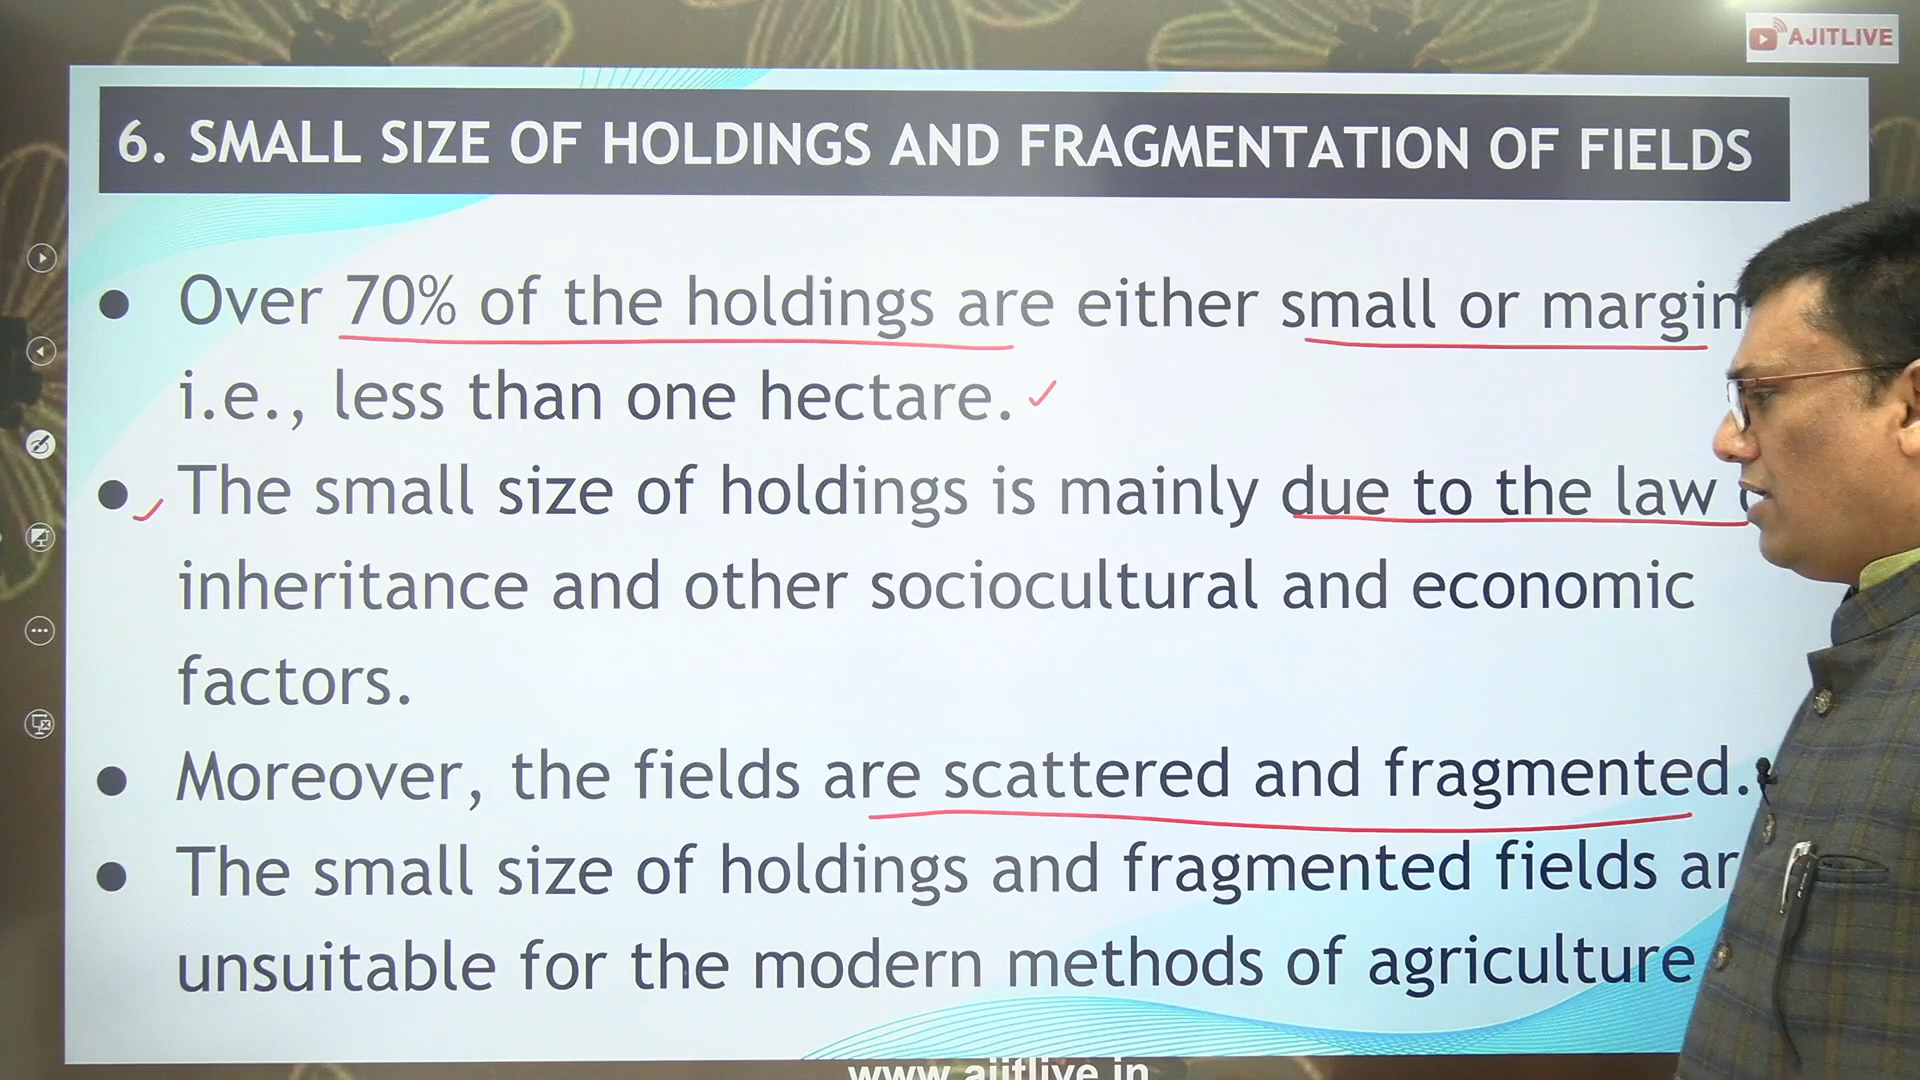 AJITLIVE
6. SMALL SIZE OF HOLDINGS AND FRAGMENTATION OF FIELDS
● Over 70% of the holdings are either small or margin
i.e., less than one hectare.
● The small size of holdings is mainly due to the law
inheritance and other sociocultural and economic
factors.
● Moreover, the fields are scattered and fragmented.
● The small size of holdings and fragmented fields ar
unsuitable for the modern methods of agriculture
www.ajitlive.in